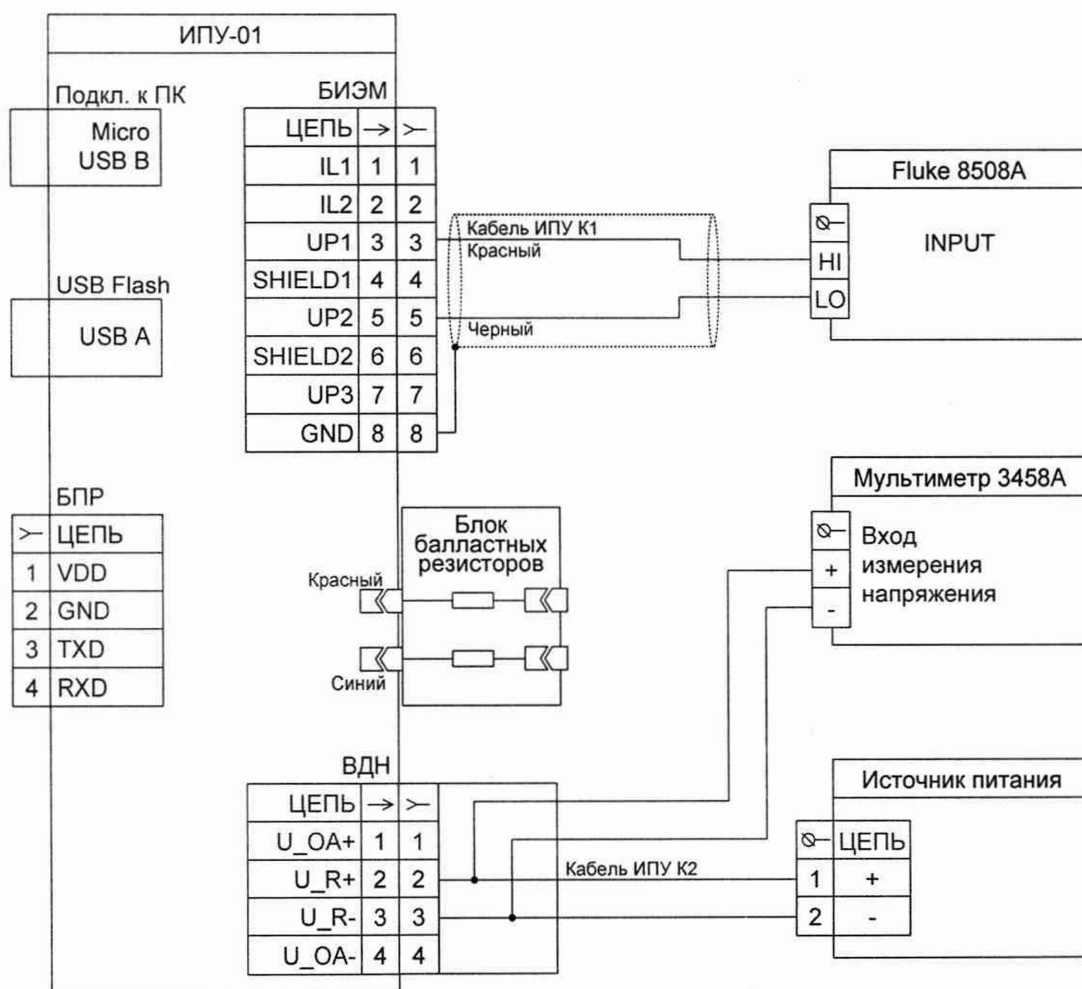 ИПУ-01
Подкл. к ПК
Micro
USB B
USB Flash
USB A
БПР
ЦЕПЬ
1 VDD
2 GND
3 TXD
4 RXD
БИЭМ
ЦЕПЬ
IL1 1 1
IL2 2 2
UP1 3 3
SHIELD1 4 4
UP2 5 5
SHIELD2 6 6
UP3 7 7
GND 8 8
Кабель ИПУ К1
Красный
Черный
Fluke 8508A
INPUT
HI
LO
Блок
балластных
резисторов
Красный
Синий
Мультиметр 3458А
Вход
измерения
напряжения
+
-
ВДН
ЦЕПЬ
U_OA+ 1 1
U_R+ 2 2
U_R- 3 3
U_OA- 4 4
Кабель ИПУ К2
Источник питания
ЦЕПЬ
1 +
2 -